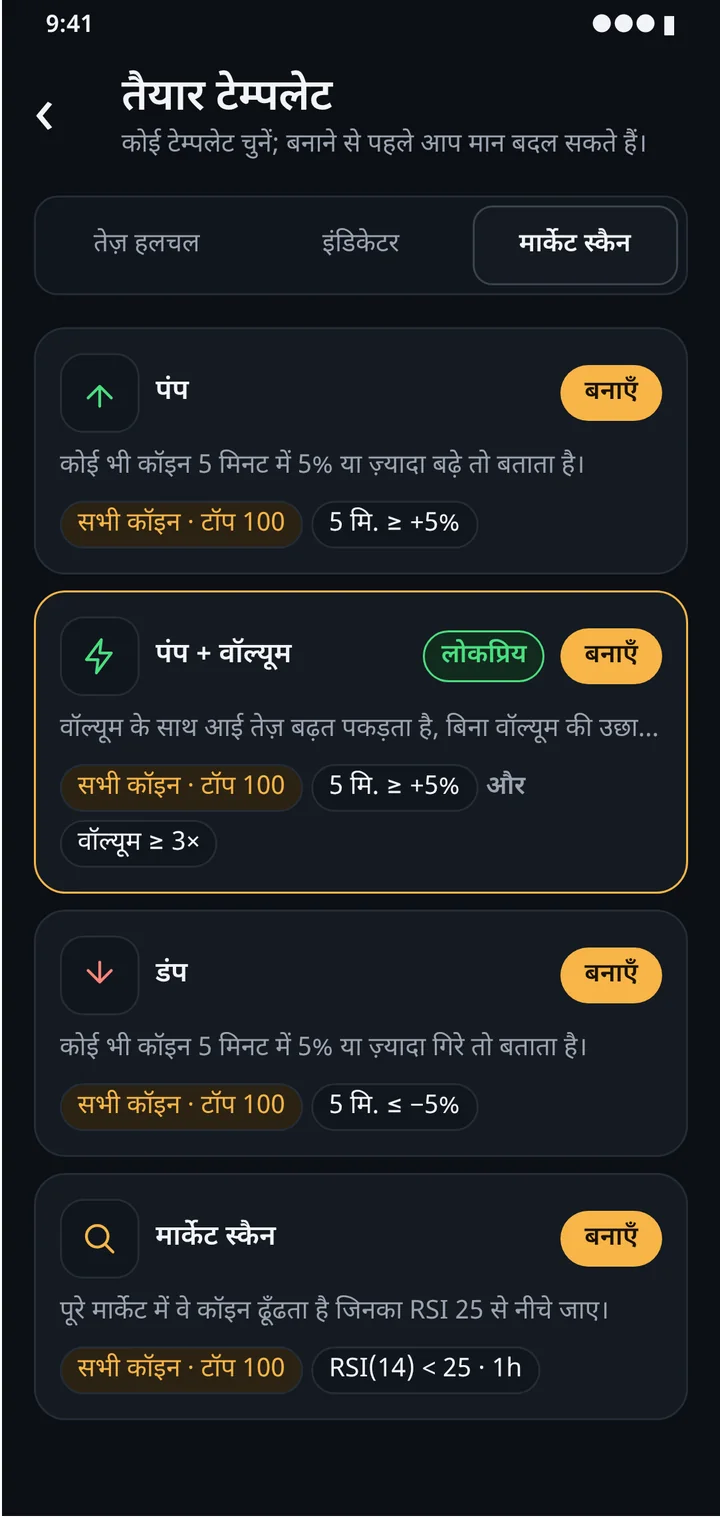 9:41
तैयार टेम्पलेट
कोई टेम्पलेट चुनें; बनाने से पहले आप मान बदल सकते हैं।
तेज़ हलचल
इंडिकेटर
मार्केट स्कैन
पंप
बनाएँ
कोई भी कॉइन 5 मिनट में 5% या ज़्यादा बढ़े तो बताता है।
सभी कॉइन · टॉप 100
5 मि. ≥ +5%
पंप + वॉल्यूम
लोकप्रिय
बनाएँ
वॉल्यूम के साथ आई तेज़ बढ़त पकड़ता है, बिना वॉल्यूम की उछा...
सभी कॉइन · टॉप 100
5 मि. ≥ +5%
और
वॉल्यूम ≥ 3×
डंप
बनाएँ
कोई भी कॉइन 5 मिनट में 5% या ज़्यादा गिरे तो बताता है।
सभी कॉइन · टॉप 100
5 मि. ≤ −5%
मार्केट स्कैन
बनाएँ
पूरे मार्केट में वे कॉइन ढूँढता है जिनका RSI 25 से नीचे जाए।
सभी कॉइन · टॉप 100
RSI(14) < 25 · 1h